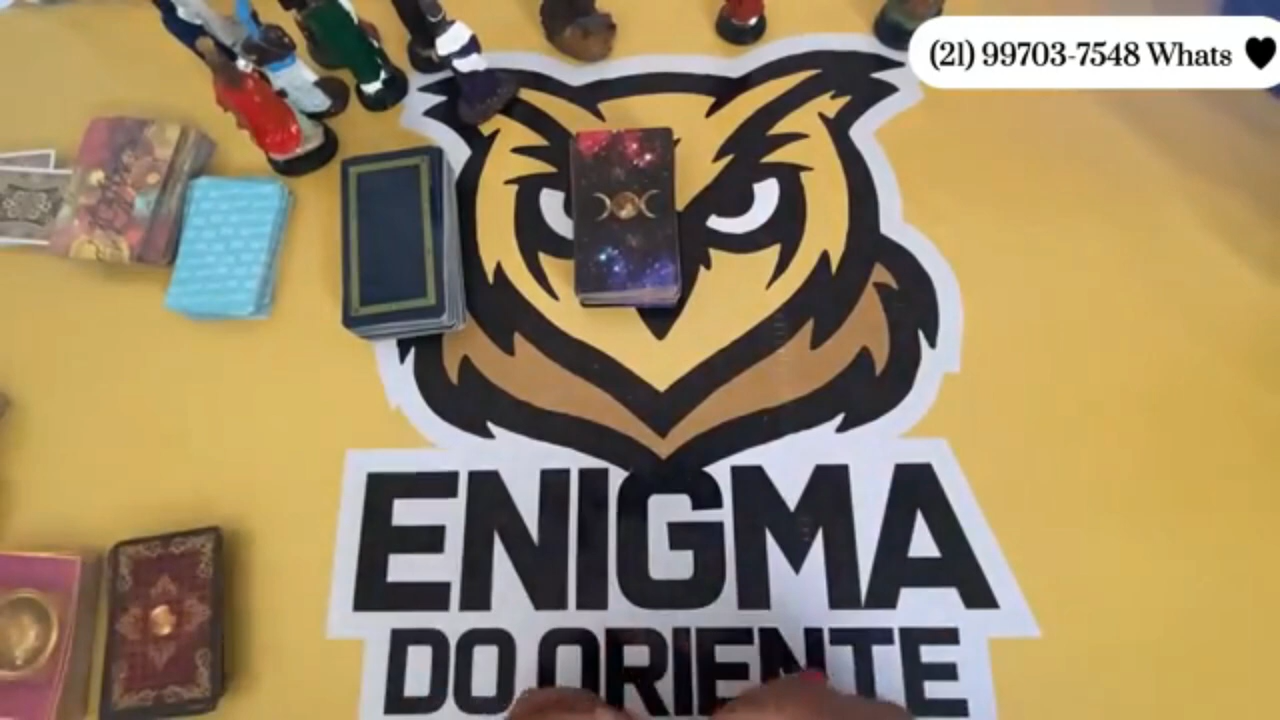 (21) 99703-7548 Whats 🖤
ENIGMA
DO ORIENTE